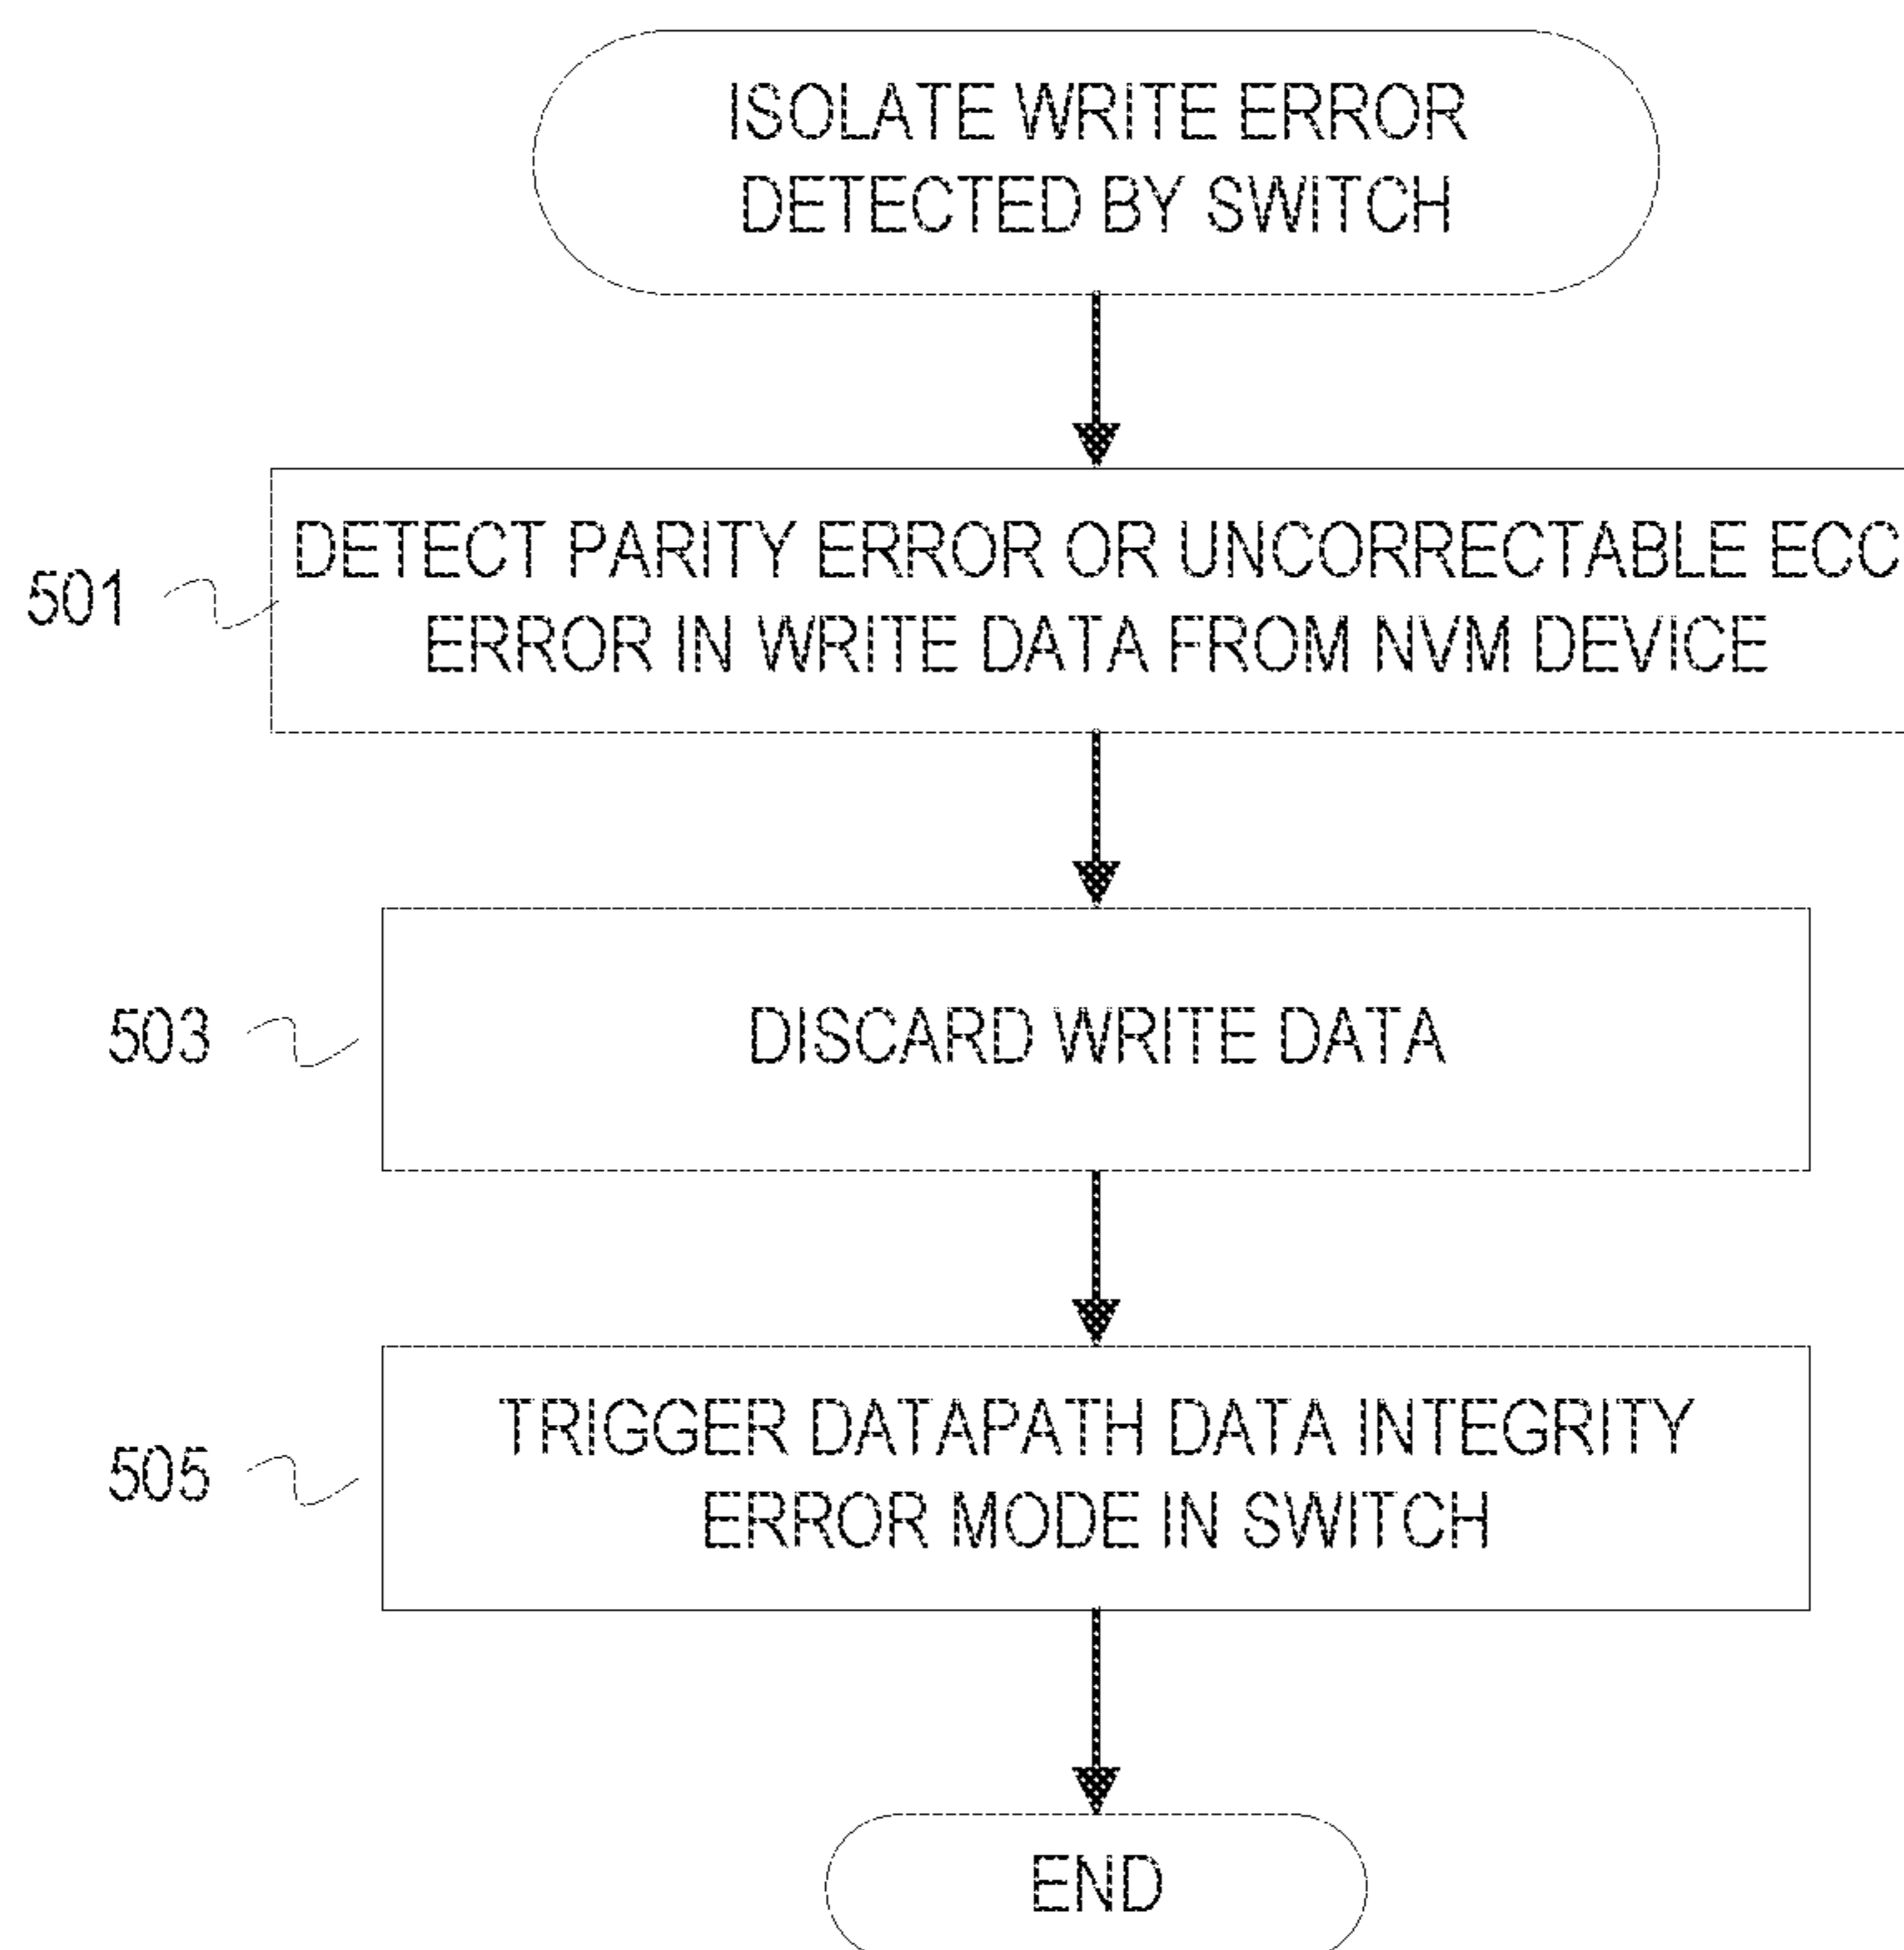 ISOLATE WRITE ERROR
DETECTED BY SWITCH
501
DETECT PARITY ERROR OR UNCORRECTABLE ECC
ERROR IN WRITE DATA FROM NVM DEVICE
503
DISCARD WRITE DATA
505
TRIGGER DATAPATH DATA INTEGRITY
ERROR MODE IN SWITCH
END